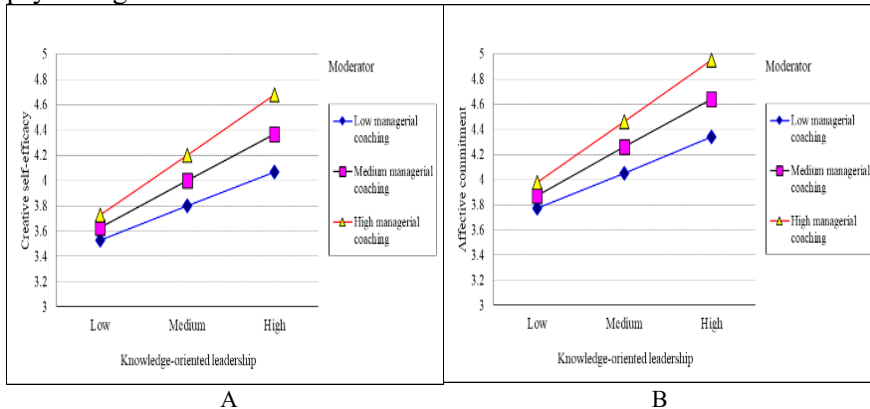 5
4.8
4.6
4.4
4.2
4
3.8
3.6
3.4
3.2
3
Creative self-efficacy
Low
Medium
High
Knowledge-oriented leadership
Moderator
Low managerial
coaching
Medium managerial
coaching
High managerial
coaching
A
5
4.8
4.6
4.4
4.2
4
3.8
3.6
3.4
3.2
3
Affective commitment
Low
Medium
High
Knowledge-oriented leadership
Moderator
Low managerial
coaching
Medium managerial
coaching
High managerial
coaching
B